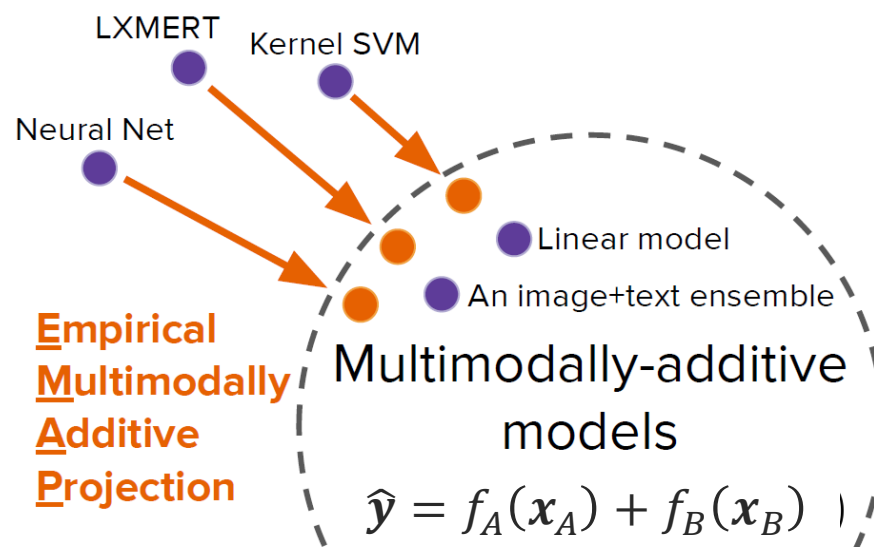 LXMERT
Kernel SVM
Neural Net
Linear model
An image+text ensemble
Empirical
Multimodally
Additive
Projection
Multimodally-additive
models
ŷ = f_A(x_A) + f_B(x_B) )